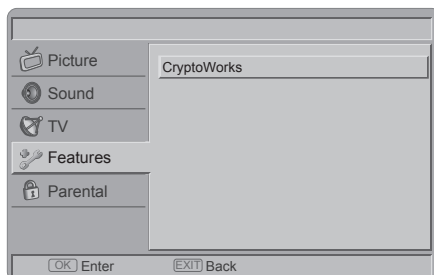 Picture
CryptoWorks
Sound
TV
Features
Parental
OK Enter EXIT Back